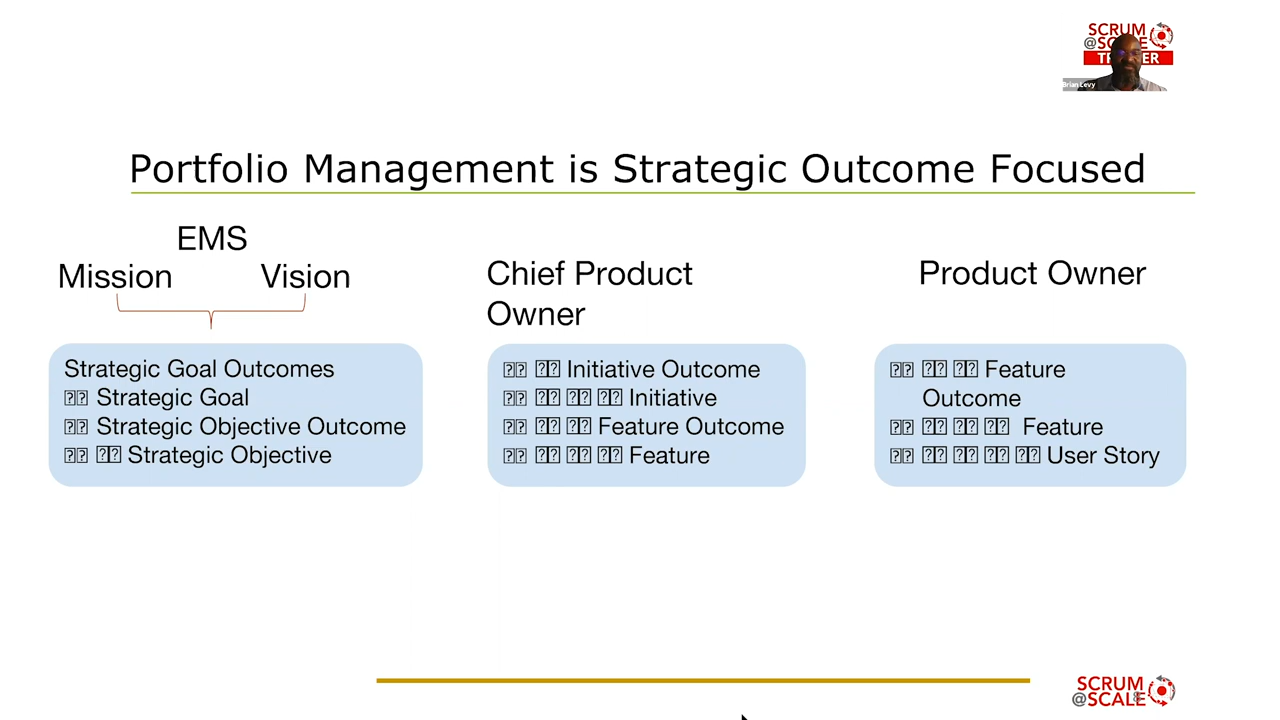 SCRUM
@SCALE
Brian Levy
Portfolio Management is Strategic Outcome Focused
EMS
Mission Vision
Strategic Goal Outcomes
Strategic Goal
Strategic Objective Outcome
Strategic Objective
Chief Product
Owner
Initiative Outcome
Initiative
Feature Outcome
Feature
Product Owner
Feature
Outcome
Feature
User Story
SCRUM
@SCALE